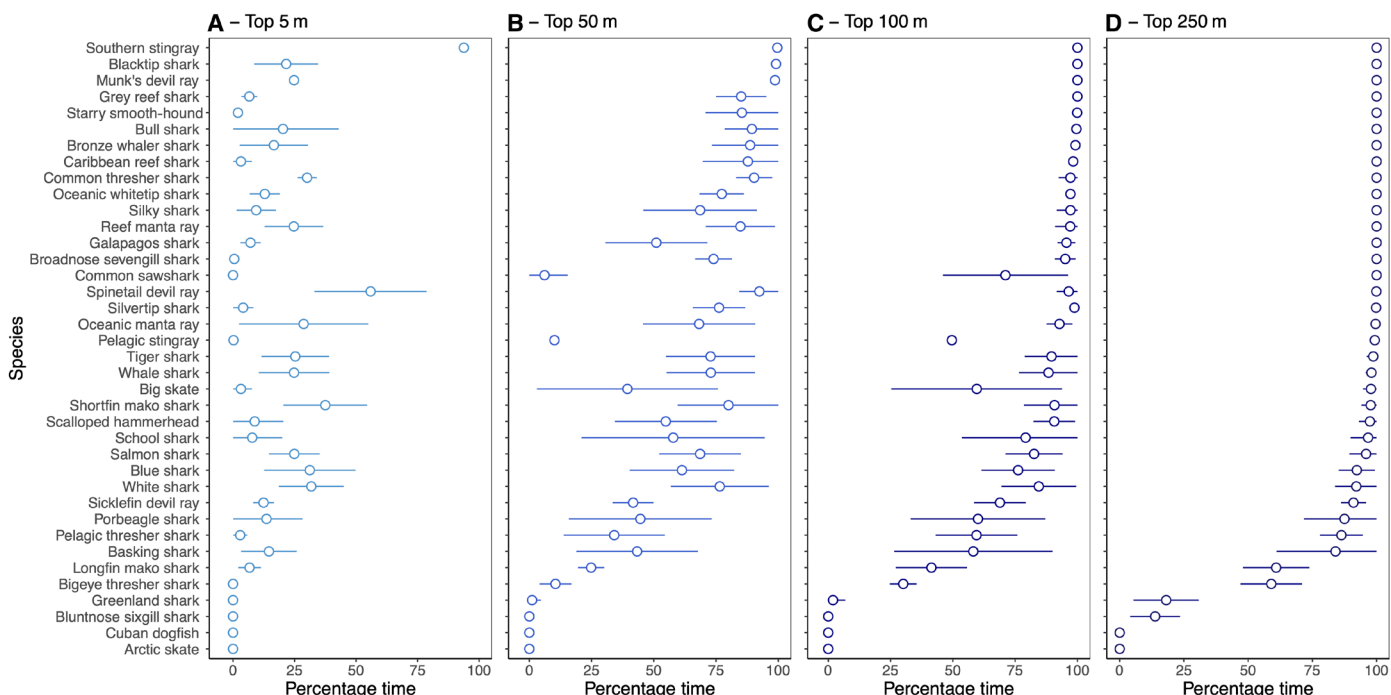 A – Top 5 m
B – Top 50 m
C – Top 100 m
D – Top 250 m
Species
Southern stingray
Blacktip shark
Munk's devil ray
Grey reef shark
Starry smooth-hound
Bull shark
Bronze whaler shark
Caribbean reef shark
Common thresher shark
Oceanic whitetip shark
Silky shark
Reef manta ray
Galapagos shark
Broadnose sevengill shark
Common sawshark
Spinetail devil ray
Silvertip shark
Oceanic manta ray
Pelagic stingray
Tiger shark
Whale shark
Big skate
Shortfin mako shark
Scalloped hammerhead
School shark
Salmon shark
Blue shark
White shark
Sicklefin devil ray
Porbeagle shark
Pelagic thresher shark
Basking shark
Longfin mako shark
Bigeye thresher shark
Greenland shark
Bluntnose sixgill shark
Cuban dogfish
Arctic skate
0 25 50 75 100
0 25 50 75 100
0 25 50 75 100
0 25 50 75 100
Percentage time
Percentage time
Percentage time
Percentage time